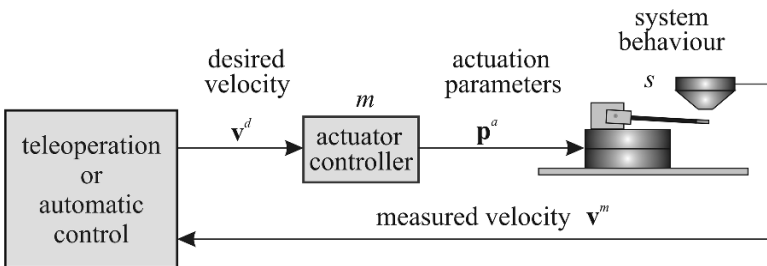 system
behaviour
desired
velocity
actuation
parameters
m
s
teleoperation
or
automatic
control
v^d
actuator
controller
p^a
measured velocity v^m